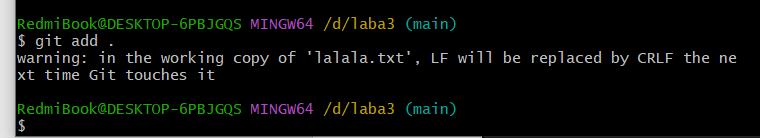 RedmiBook@DESKTOP-6PBJGQS MINGW64 /d/laba3 (main)
$ git add .
warning: in the working copy of 'lalala.txt', LF will be replaced by CRLF the ne
xt time Git touches it
RedmiBook@DESKTOP-6PBJGQS MINGW64 /d/laba3 (main)
$